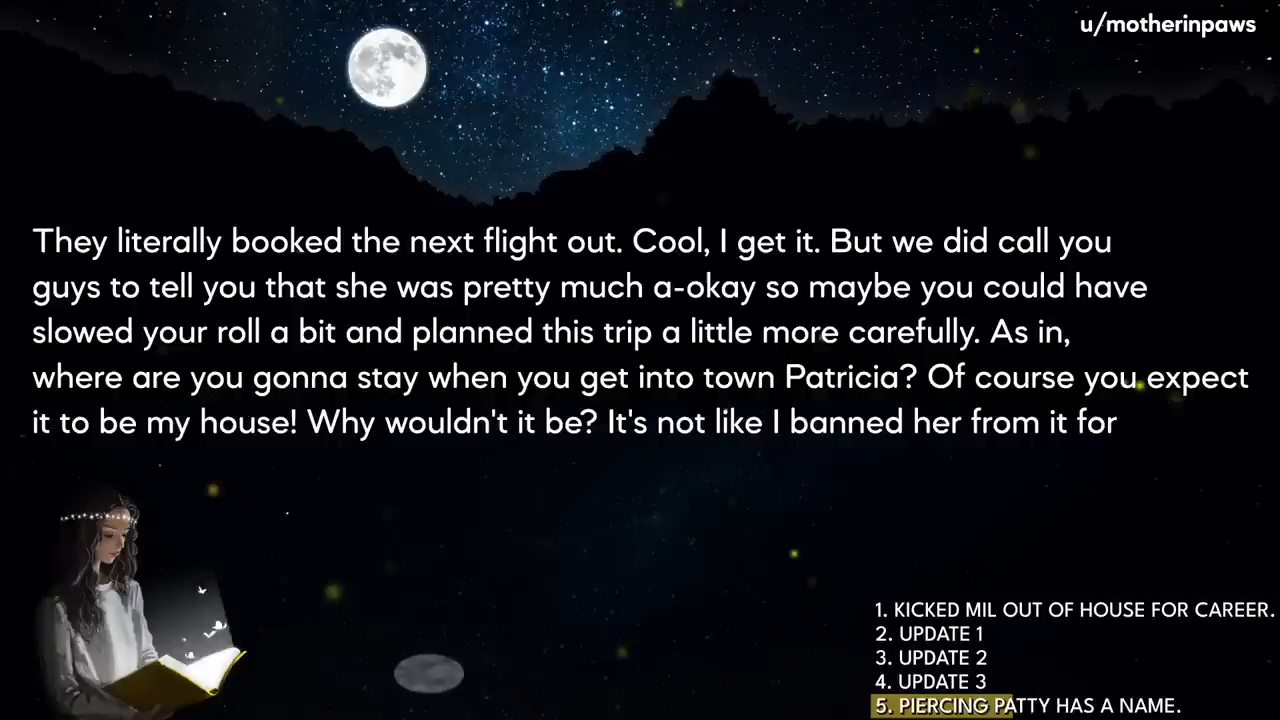 u/motherinpaws
They literally booked the next flight out. Cool, I get it. But we did call you
guys to tell you that she was pretty much a-okay so maybe you could have
slowed your roll a bit and planned this trip a little more carefully. As in,
where are you gonna stay when you get into town Patricia? Of course you expect
it to be my house! Why wouldn't it be? It's not like I banned her from it for
1. KICKED MIL OUT OF HOUSE FOR CAREER.
2. UPDATE 1
3. UPDATE 2
4. UPDATE 3
5. PIERCING PATTY HAS A NAME.